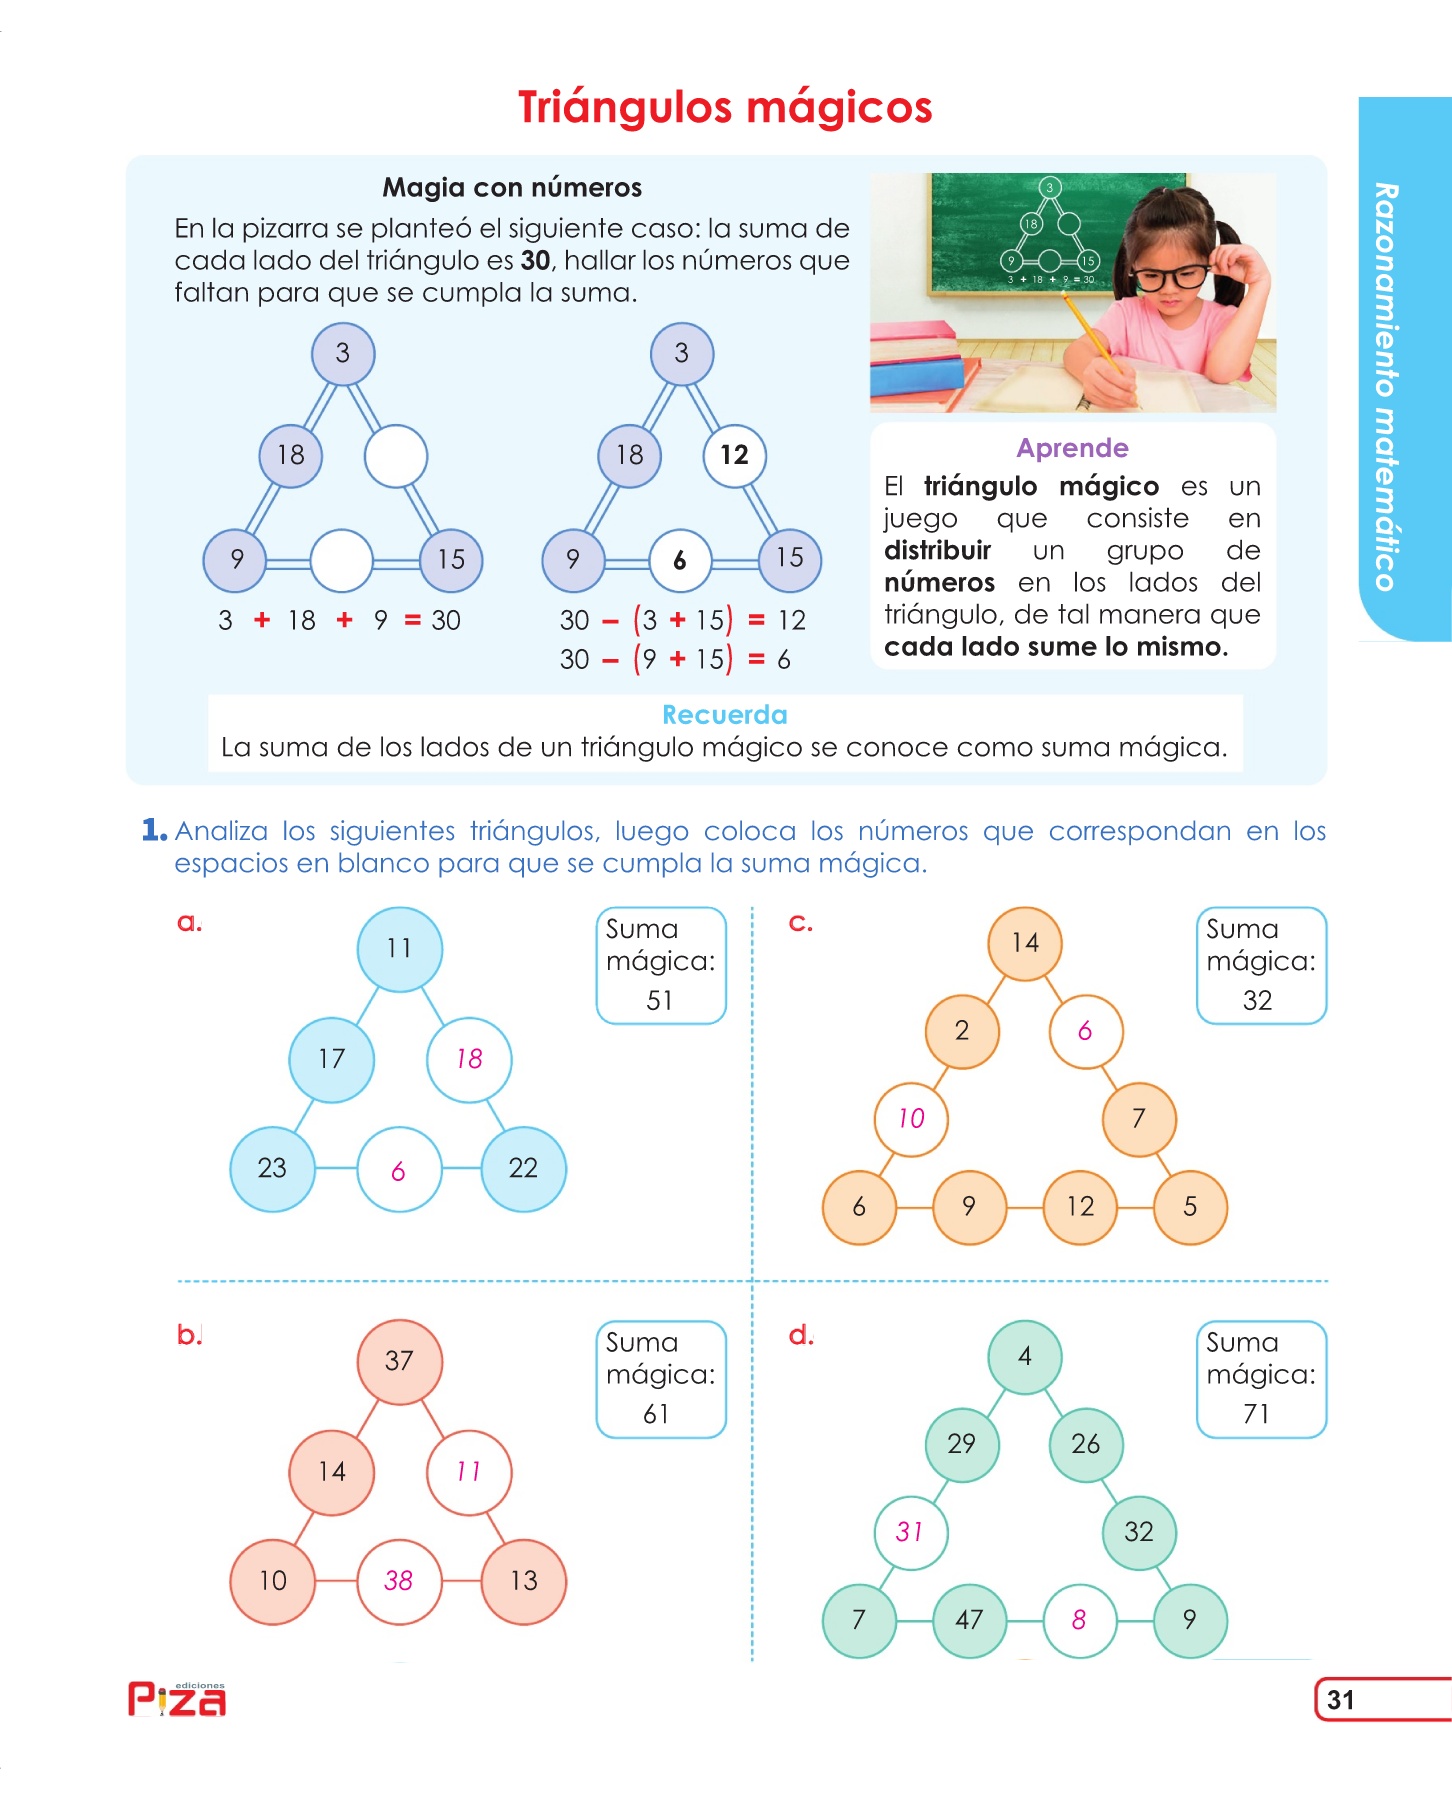 Triángulos mágicos
Razonamiento matemático
Magia con números
En la pizarra se planteó el siguiente caso: la suma de
cada lado del triángulo es 30, hallar los números que
faltan para que se cumpla la suma.
3
18
9
15
3 + 18 + 9 = 30
3
18
12
9
6
15
30 – (3 + 15) = 12
30 – (9 + 15) = 6
3
18
9
15
3 + 18 + 9 = 30
Aprende
El triángulo mágico es un
juego que consiste en
distribuir un grupo de
números en los lados del
triángulo, de tal manera que
cada lado sume lo mismo.
Recuerda
La suma de los lados de un triángulo mágico se conoce como suma mágica.
1. Analiza los siguientes triángulos, luego coloca los números que correspondan en los
espacios en blanco para que se cumpla la suma mágica.
a.
11
17
18
23
6
22
Suma
mágica:
51
c.
14
2
6
10
7
6
9
12
5
Suma
mágica:
32
b.
37
14
11
10
38
13
Suma
mágica:
61
d.
4
29
26
31
32
7
47
8
9
Suma
mágica:
71
ediciones
Piza
31